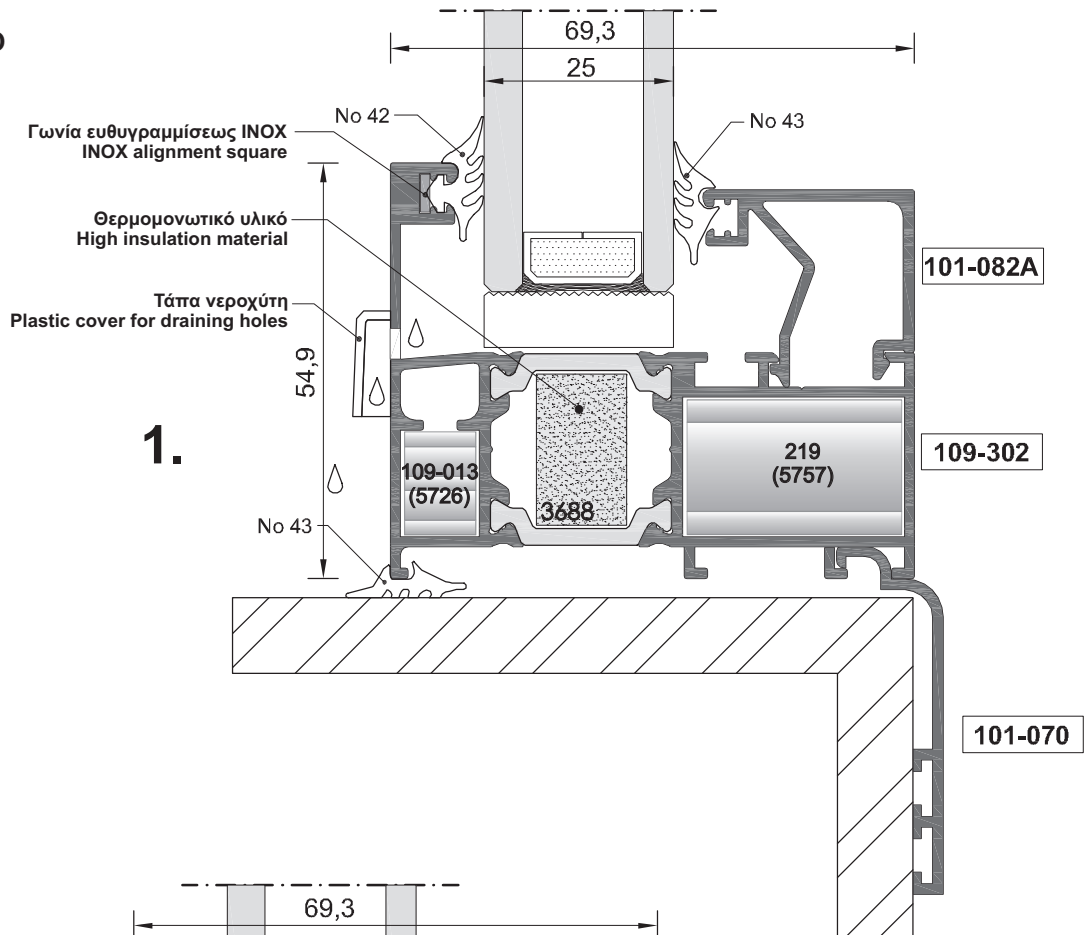 69,3
25
No 42
No 43
Γωνία ευθυγραμμίσεως INOX
INOX alignment square
Θερμομονωτικό υλικό
High insulation material
101-082A
Τάπα νεροχύτη
Plastic cover for draining holes
54,9
1.
109-013
(5726)
219
(5757)
109-302
3688
No 43
101-070
69,3